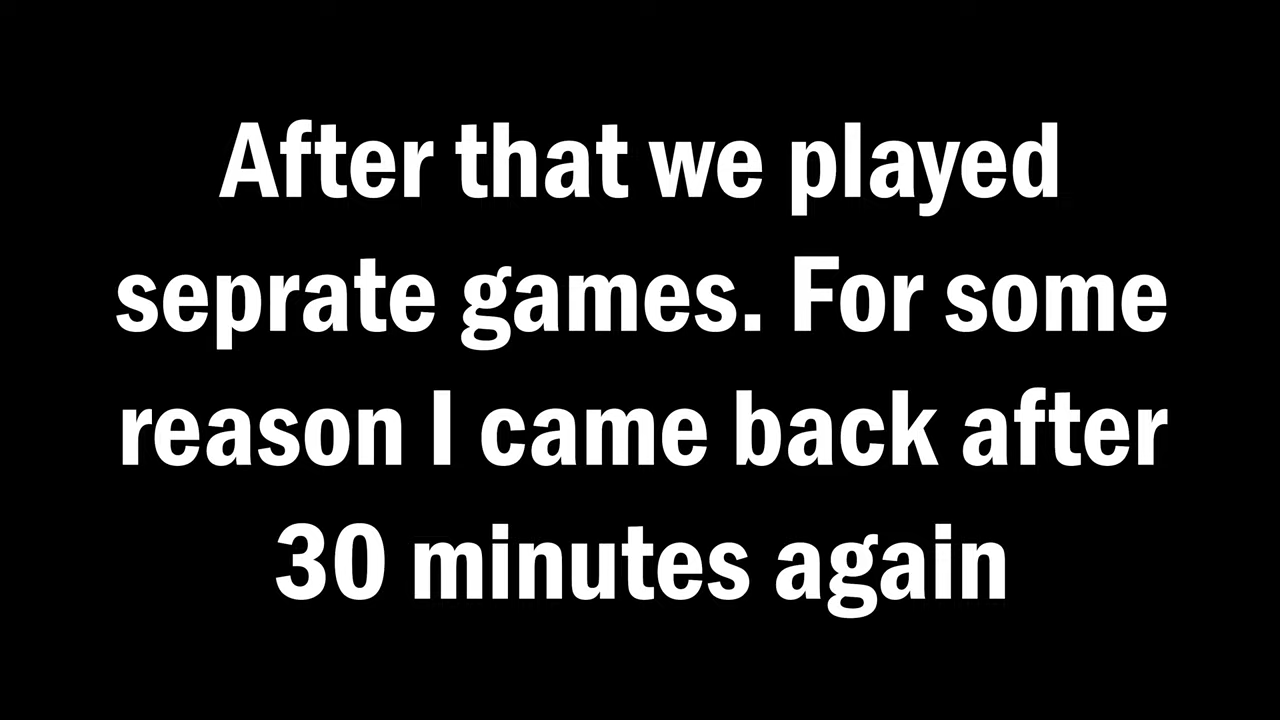 After that we played
seprate games. For some
reason I came back after
30 minutes again